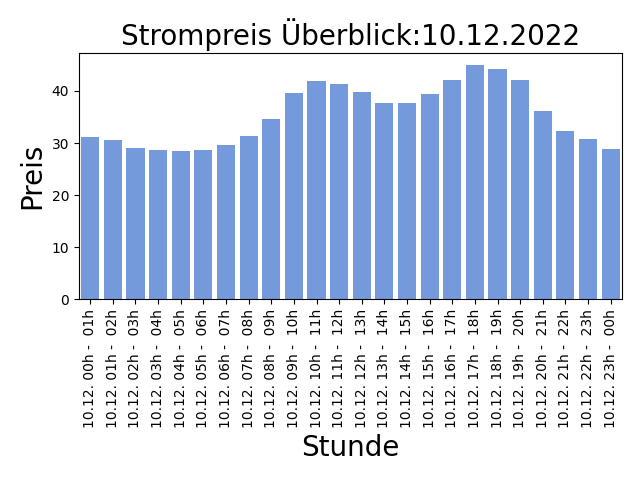 Strompreis Überblick:10.12.2022
Preis
40
30
20
10
0
10.12. 00h - 01h
10.12. 01h - 02h
10.12. 02h - 03h
10.12. 03h - 04h
10.12. 04h - 05h
10.12. 05h - 06h
10.12. 06h - 07h
10.12. 07h - 08h
10.12. 08h - 09h
10.12. 09h - 10h
10.12. 10h - 11h
10.12. 11h - 12h
10.12. 12h - 13h
10.12. 13h - 14h
10.12. 14h - 15h
10.12. 15h - 16h
10.12. 16h - 17h
10.12. 17h - 18h
10.12. 18h - 19h
10.12. 19h - 20h
10.12. 20h - 21h
10.12. 21h - 22h
10.12. 22h - 23h
10.12. 23h - 00h
Stunde